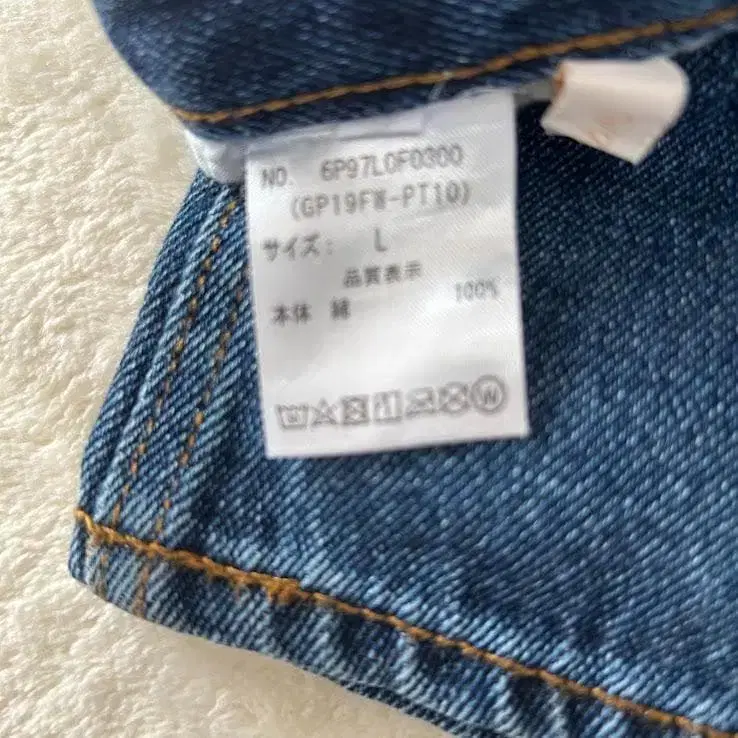 NO. 6P97L0F0300
(GP19FW-PT10)
サイズ: L
品質表示
本体 綿 100%
W